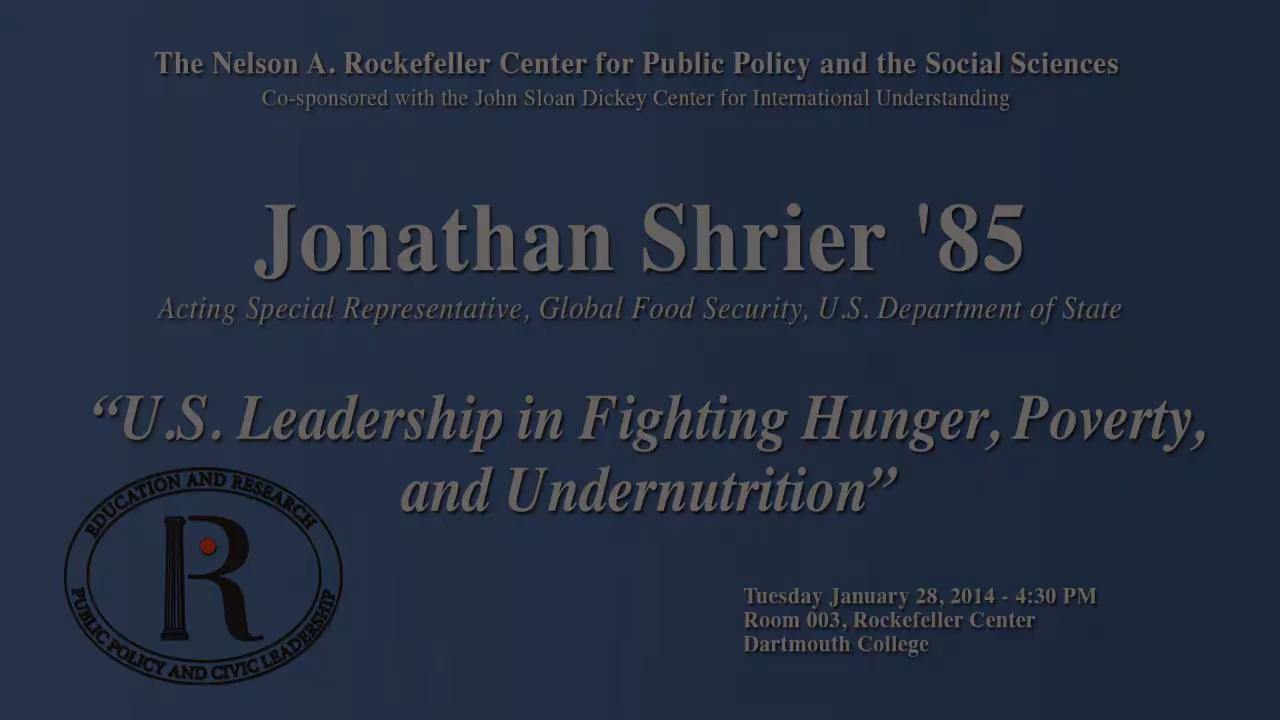 The Nelson A. Rockefeller Center for Public Policy and the Social Sciences
Co-sponsored with the John Sloan Dickey Center for International Understanding
Jonathan Shrier '85
Acting Special Representative, Global Food Security, U.S. Department of State
“U.S. Leadership in Fighting Hunger, Poverty,
and Undernutrition”
EDUCATION AND RESEARCH
R
PUBLIC POLICY AND CIVIC LEADERSHIP
Tuesday January 28, 2014 - 4:30 PM
Room 003, Rockefeller Center
Dartmouth College